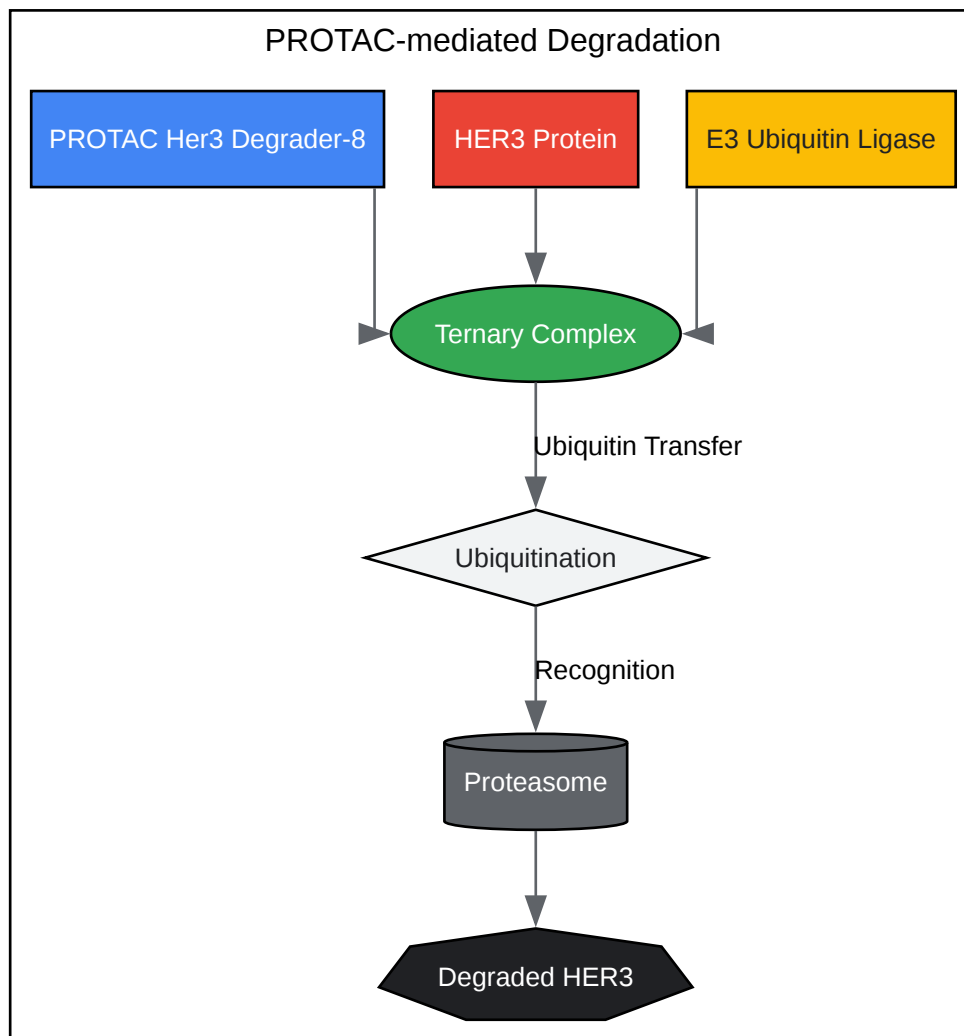 PROTAC-mediated Degradation
PROTAC Her3 Degrader-8
HER3 Protein
E3 Ubiquitin Ligase
Ternary Complex
Ubiquitin Transfer
Ubiquitination
Recognition
Proteasome
Degraded HER3